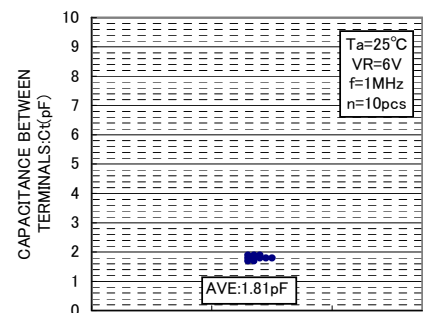 10
9
8
7
6
5
4
3
2
1
0
CAPACITANCE BETWEEN
TERMINALS:Ct(pF)
Ta=25°C
VR=6V
f=1MHz
n=10pcs
AVE:1.81pF